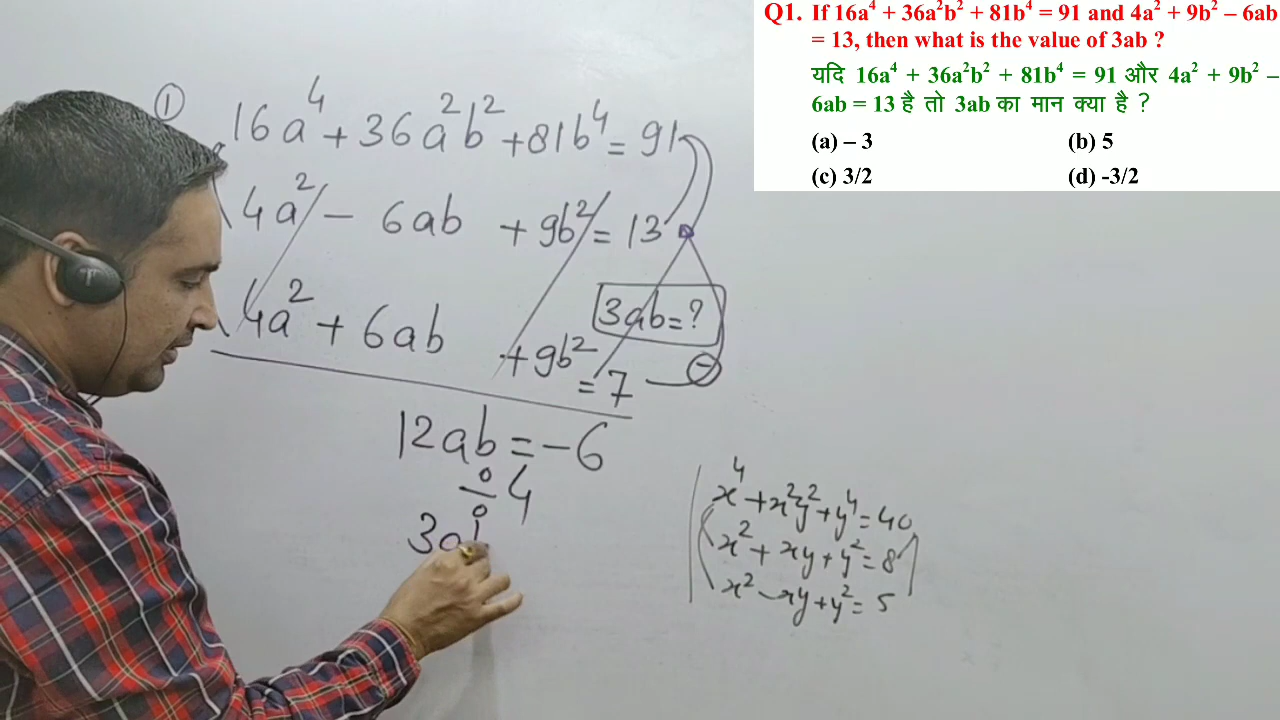 Q1. If 16a⁴ + 36a²b² + 81b⁴ = 91 and 4a² + 9b² – 6ab
= 13, then what is the value of 3ab ?
यदि 16a⁴ + 36a²b² + 81b⁴ = 91 और 4a² + 9b² –
6ab = 13 है तो 3ab का मान क्या है ?
(a) – 3
(b) 5
(c) 3/2
(d) -3/2
①
16a⁴ + 36a²b² + 81b⁴ = 91
4a² – 6ab + 9b² = 13
3ab = ?
4a² + 6ab + 9b² = 7
12ab = – 6
÷ 4
x⁴ + x²y² + y⁴ = 40
x² + xy + y² = 8
x² – xy + y² = 5